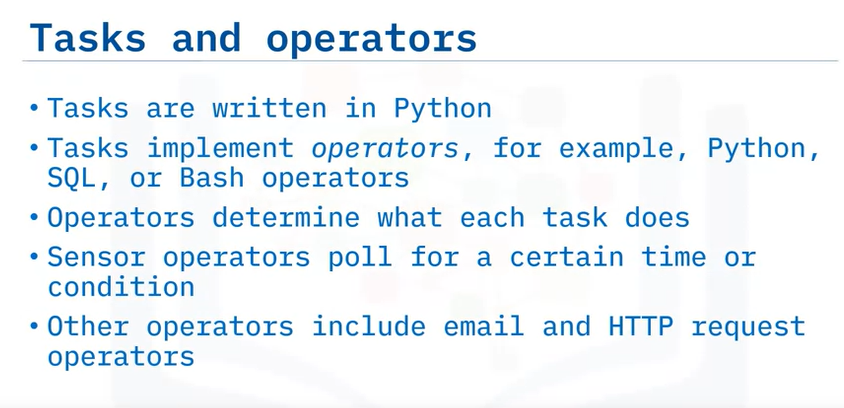 Tasks and operators
• Tasks are written in Python
• Tasks implement operators, for example, Python,
SQL, or Bash operators
• Operators determine what each task does
• Sensor operators poll for a certain time or
condition
• Other operators include email and HTTP request
operators